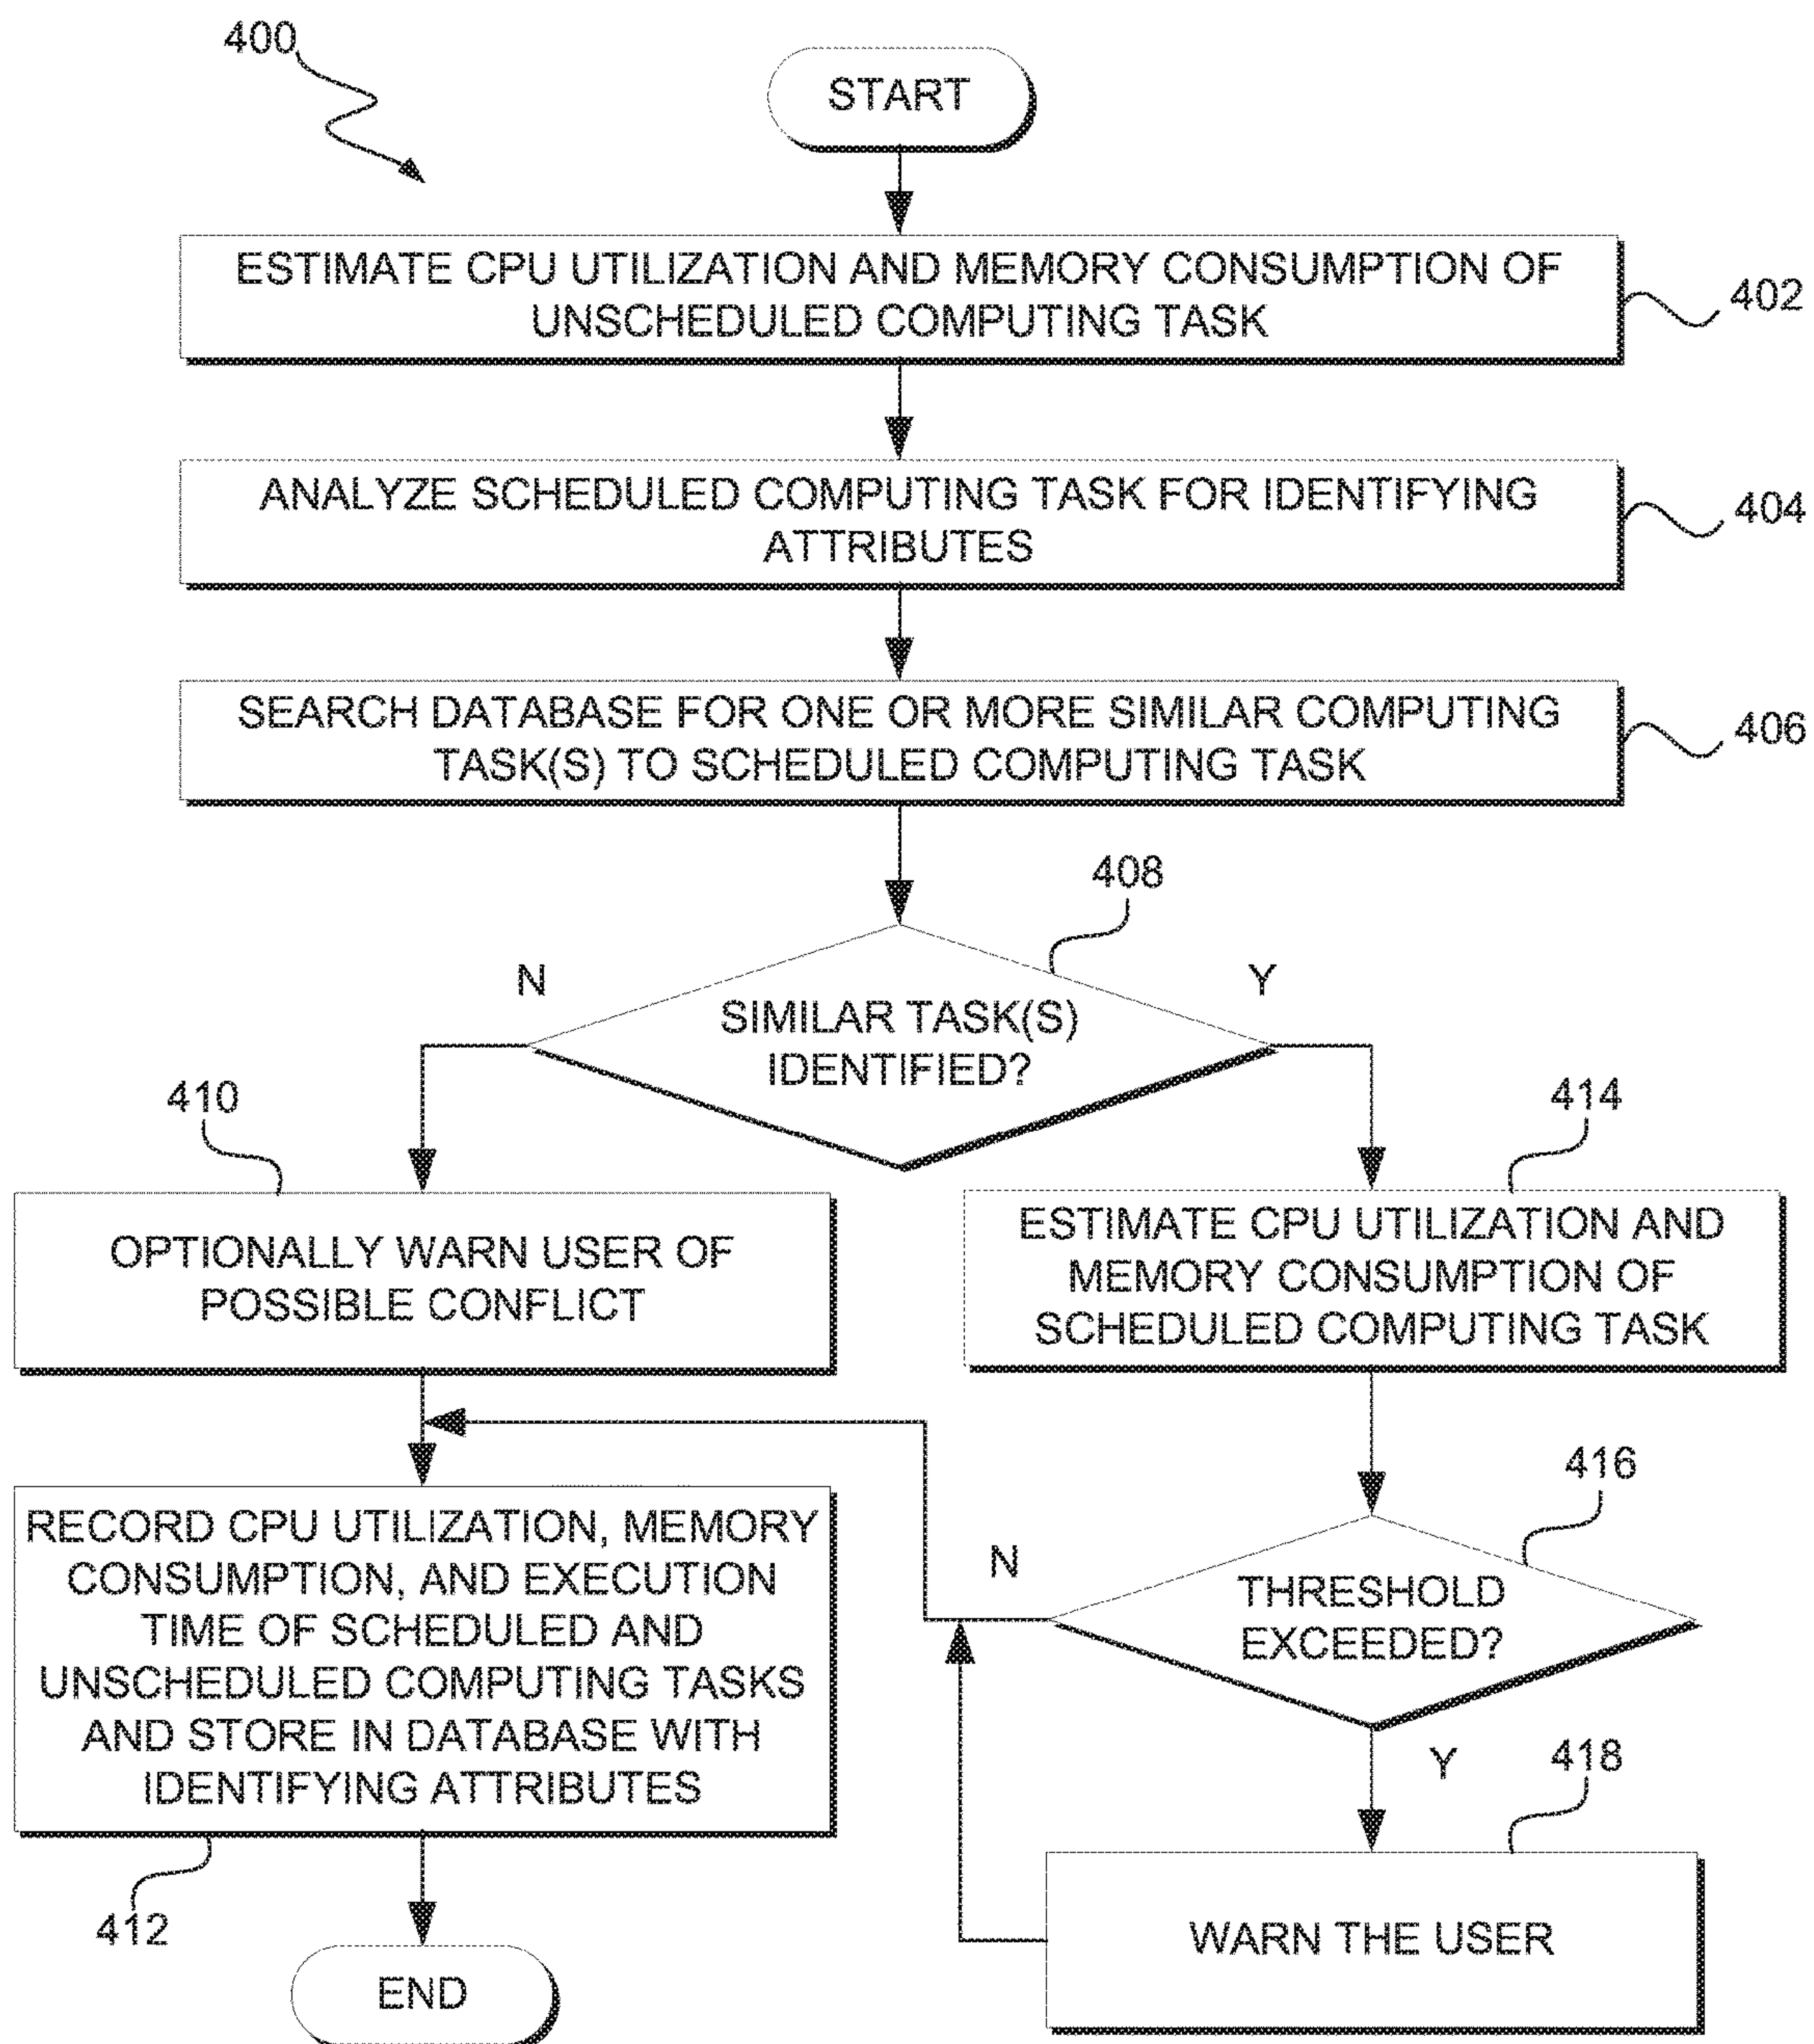 400
START
ESTIMATE CPU UTILIZATION AND MEMORY CONSUMPTION OF
UNSCHEDULED COMPUTING TASK
402
ANALYZE SCHEDULED COMPUTING TASK FOR IDENTIFYING
ATTRIBUTES
404
SEARCH DATABASE FOR ONE OR MORE SIMILAR COMPUTING
TASK(S) TO SCHEDULED COMPUTING TASK
406
408
N
Y
SIMILAR TASK(S)
IDENTIFIED?
410
OPTIONALLY WARN USER OF
POSSIBLE CONFLICT
414
ESTIMATE CPU UTILIZATION AND
MEMORY CONSUMPTION OF
SCHEDULED COMPUTING TASK
416
N
THRESHOLD
EXCEEDED?
Y
RECORD CPU UTILIZATION, MEMORY
CONSUMPTION, AND EXECUTION
TIME OF SCHEDULED AND
UNSCHEDULED COMPUTING TASKS
AND STORE IN DATABASE WITH
IDENTIFYING ATTRIBUTES
412
418
WARN THE USER
END